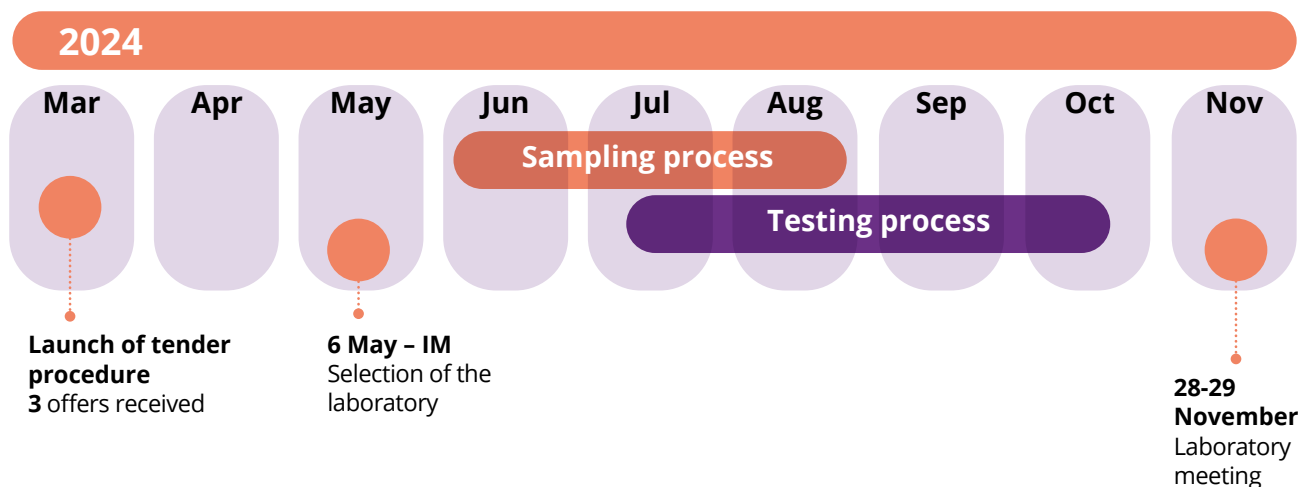 2024
Mar Apr May Jun Jul Aug Sep Oct Nov
Sampling process
Testing process
Launch of tender
procedure
3 offers received
6 May – IM
Selection of the
laboratory
28-29
November
Laboratory
meeting